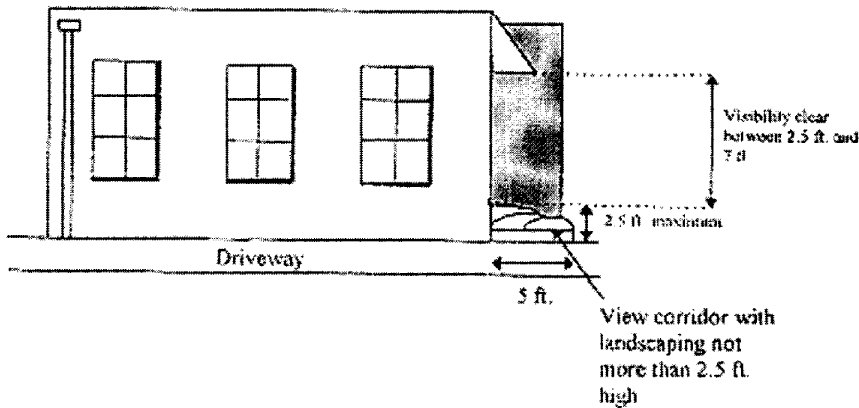 Visibility clear
between 2.5 ft. and
7 ft
2.5 ft. maximum
Driveway
5 ft.
View corridor with
landscaping not
more than 2.5 ft.
high